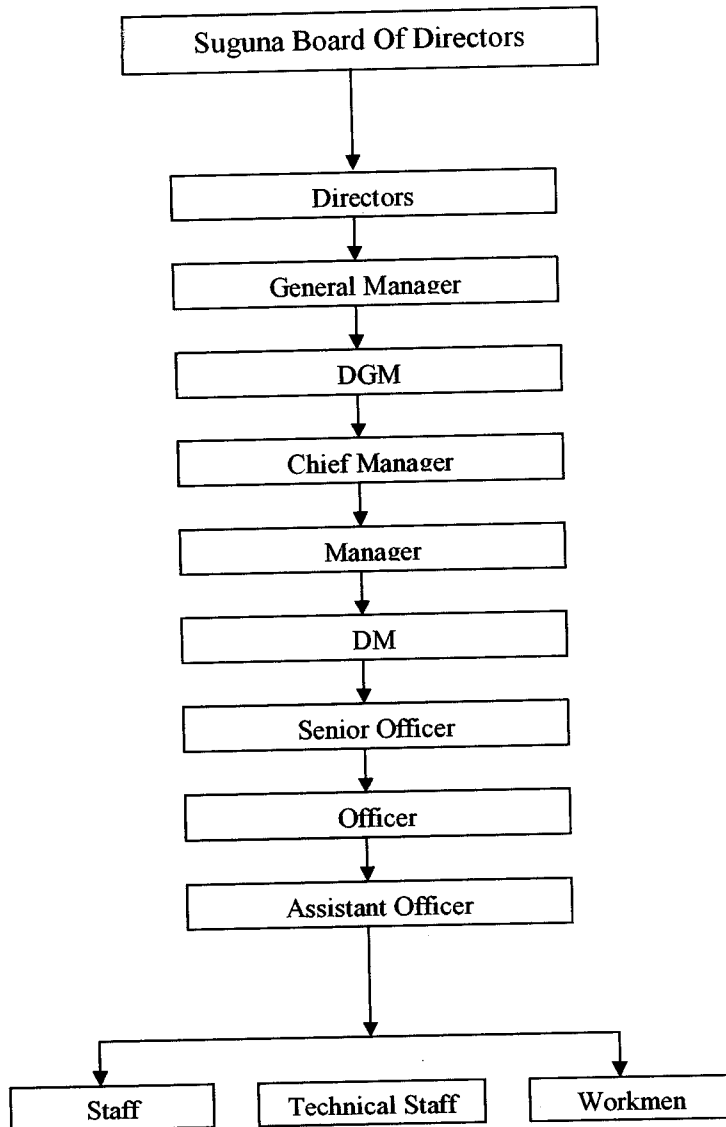 Suguna Board Of Directors
Directors
General Manager
DGM
Chief Manager
Manager
DM
Senior Officer
Officer
Assistant Officer
Staff
Technical Staff
Workmen